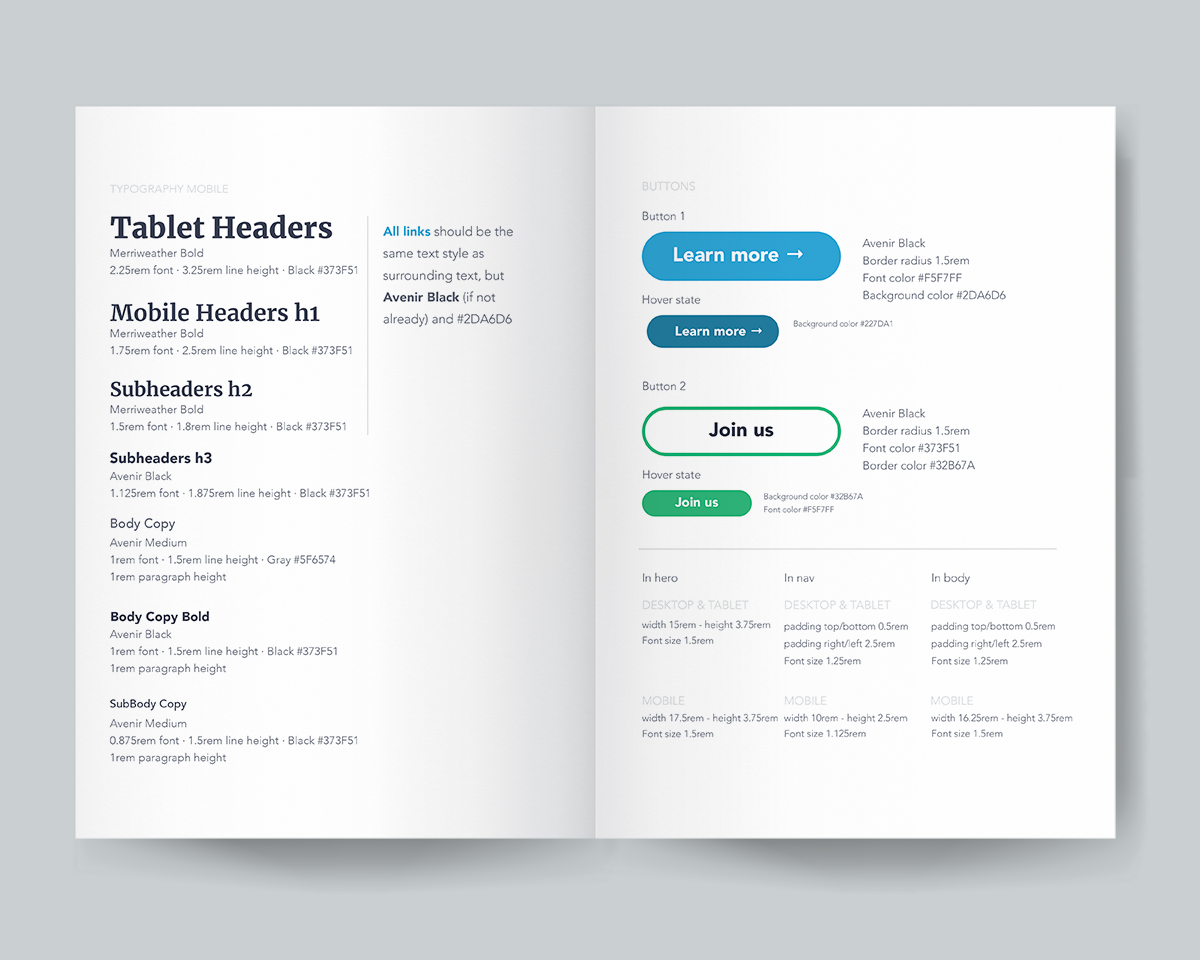 TYPOGRAPHY MOBILE
Tablet Headers
Merriweather Bold
2.25rem font · 3.25rem line height · Black #373F51
Mobile Headers h1
Merriweather Bold
1.75rem font · 2.5rem line height · Black #373F51
Subheaders h2
Merriweather Bold
1.5rem font · 1.8rem line height · Black #373F51
Subheaders h3
Avenir Black
1.125rem font · 1.875rem line height · Black #373F51
Body Copy
Avenir Medium
1rem font · 1.5rem line height · Gray #5F6574
1rem paragraph height
Body Copy Bold
Avenir Black
1rem font · 1.5rem line height · Black #373F51
1rem paragraph height
SubBody Copy
Avenir Medium
0.875rem font · 1.5rem line height · Black #373F51
1rem paragraph height
All links should be the
same text style as
surrounding text, but
Avenir Black (if not
already) and #2DA6D6
BUTTONS
Button 1
Learn more →
Avenir Black
Border radius 1.5rem
Font color #F5F7FF
Background color #2DA6D6
Hover state
Learn more →
Background color #227DA1
Button 2
Join us
Avenir Black
Border radius 1.5rem
Font color #373F51
Border color #32B67A
Hover state
Join us
Background color #32B67A
Font color #F5F7FF
In hero
DESKTOP & TABLET
width 15rem - height 3.75rem
Font size 1.5rem
MOBILE
width 17.5rem - height 3.75rem
Font size 1.5rem
In nav
DESKTOP & TABLET
padding top/bottom 0.5rem
padding right/left 2.5rem
Font size 1.25rem
MOBILE
width 10rem - height 2.5rem
Font size 1.125rem
In body
DESKTOP & TABLET
padding top/bottom 0.5rem
padding right/left 2.5rem
Font size 1.25rem
MOBILE
width 16.25rem - height 3.75rem
Font size 1.5rem